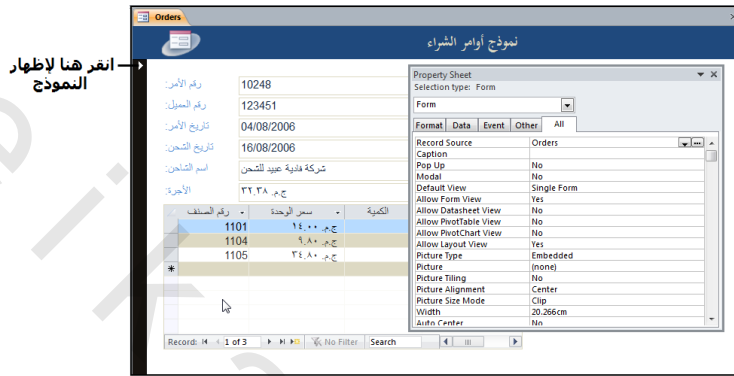 Orders
نموذج أوامر الشراء
انقر هنا لإظهار
النموذج
رقم الأمر: 10248
رقم العميل: 123451
تاريخ الأمر: 04/08/2006
تاريخ الشحن: 16/08/2006
اسم الشاحن: شركة فادية عبيد للشحن
الأجرة: ج.م. ٣٢.٣٨
رقم الصنف سعر الوحدة الكمية
1101 ج.م. ١٤.٠٠
1104 ج.م. ٩.٨٠
1105 ج.م. ٣٤.٨٠
Record: 1 of 3 No Filter Search
Property Sheet
Selection type: Form
Form
Format Data Event Other All
Record Source Orders
Caption
Pop Up No
Modal No
Default View Single Form
Allow Form View Yes
Allow Datasheet View No
Allow PivotTable View No
Allow PivotChart View No
Allow Layout View Yes
Picture Type Embedded
Picture (none)
Picture Tiling No
Picture Alignment Center
Picture Size Mode Clip
Width 20.266cm
Auto Center No